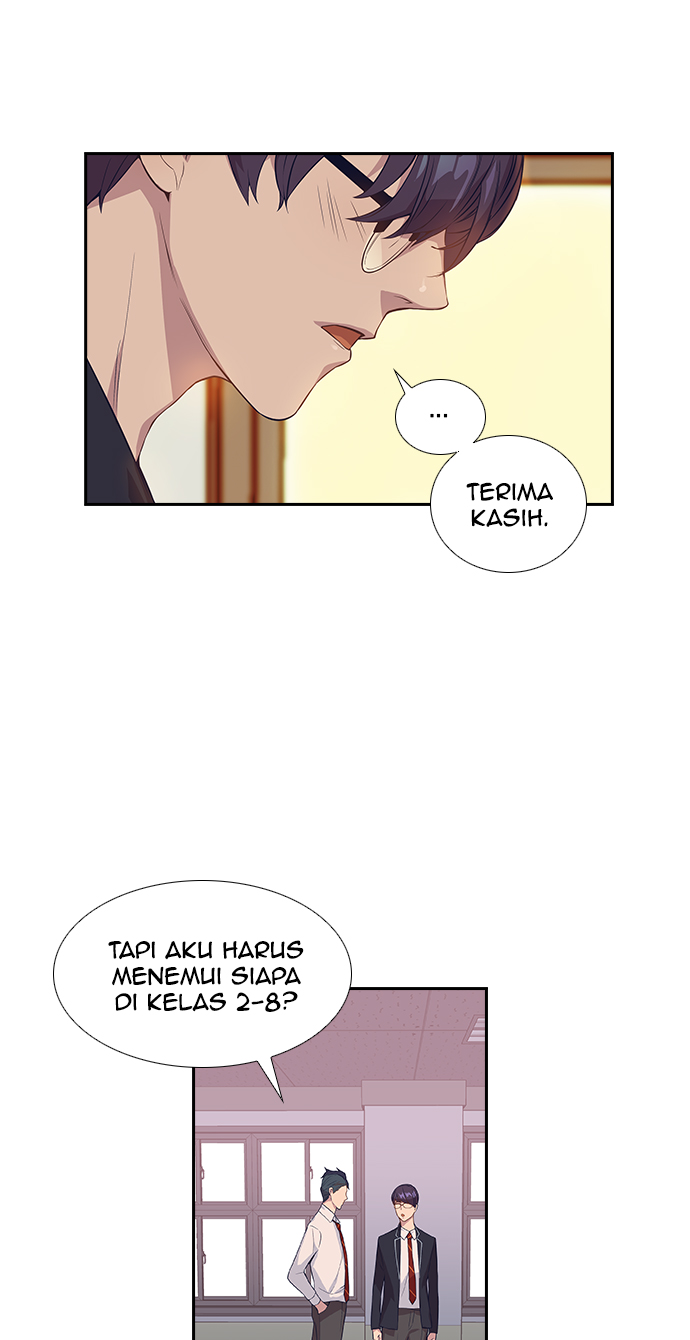 ...
TERIMA
KASIH.
TAPI AKU HARUS
MENEMUI SIAPA
DI KELAS 2-8?